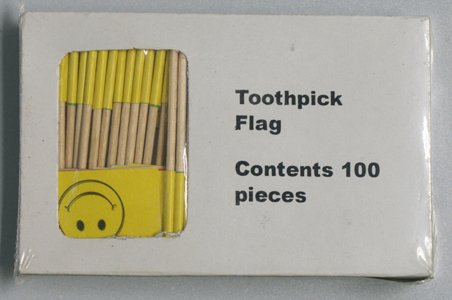 Toothpick
Flag
Contents 100
pieces